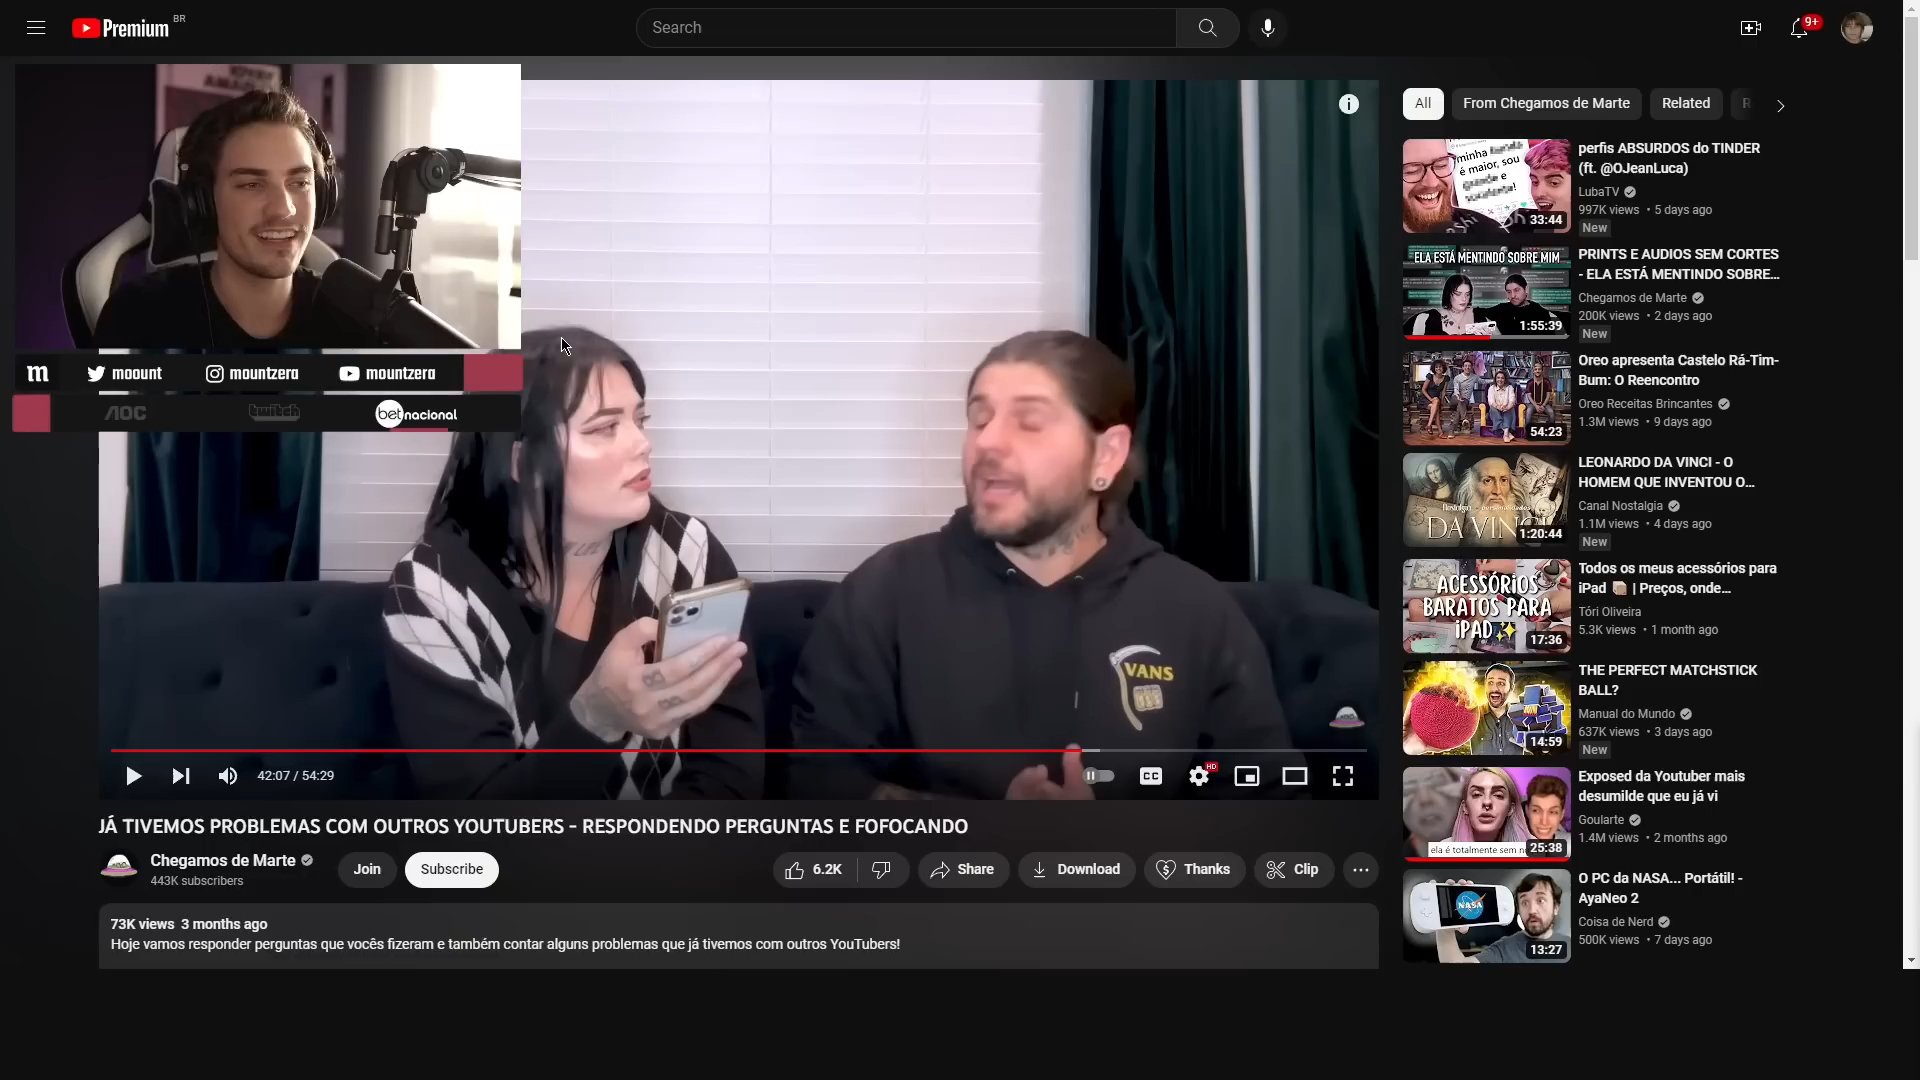 Premium BR
Search
9+
m moount mountzera mountzera
AOC twitch betnacional
VANS
42:07 / 54:29
CC
HD
JÁ TIVEMOS PROBLEMAS COM OUTROS YOUTUBERS - RESPONDENDO PERGUNTAS E FOFOCANDO
Chegamos de Marte
443K subscribers
Join
Subscribe
6.2K
Share
Download
Thanks
Clip
73K views 3 months ago
Hoje vamos responder perguntas que vocês fizeram e também contar alguns problemas que já tivemos com outros YouTubers!
All
From Chegamos de Marte
Related
minha
é maior, sou
e
33:44
perfis ABSURDOS do TINDER
(ft. @OJeanLuca)
LubaTV
997K views • 5 days ago
New
ELA ESTÁ MENTINDO SOBRE MIM
1:55:39
PRINTS E AUDIOS SEM CORTES
- ELA ESTÁ MENTINDO SOBRE...
Chegamos de Marte
200K views • 2 days ago
New
54:23
Oreo apresenta Castelo Rá-Tim-
Bum: O Reencontro
Oreo Receitas Brincantes
1.3M views • 9 days ago
Nostalgia personalidades
DA VINCI
1:20:44
LEONARDO DA VINCI - O
HOMEM QUE INVENTOU O...
Canal Nostalgia
1.1M views • 4 days ago
New
ACESSÓRIOS
BARATOS PARA
iPAD
17:36
Todos os meus acessórios para
iPad | Preços, onde...
Tóri Oliveira
5.3K views • 1 month ago
14:59
THE PERFECT MATCHSTICK
BALL?
Manual do Mundo
637K views • 3 days ago
New
ela é totalmente sem
25:38
Exposed da Youtuber mais
desumilde que eu já vi
Goularte
1.4M views • 2 months ago
NASA
13:27
O PC da NASA... Portátil! -
AyaNeo 2
Coisa de Nerd
500K views • 7 days ago